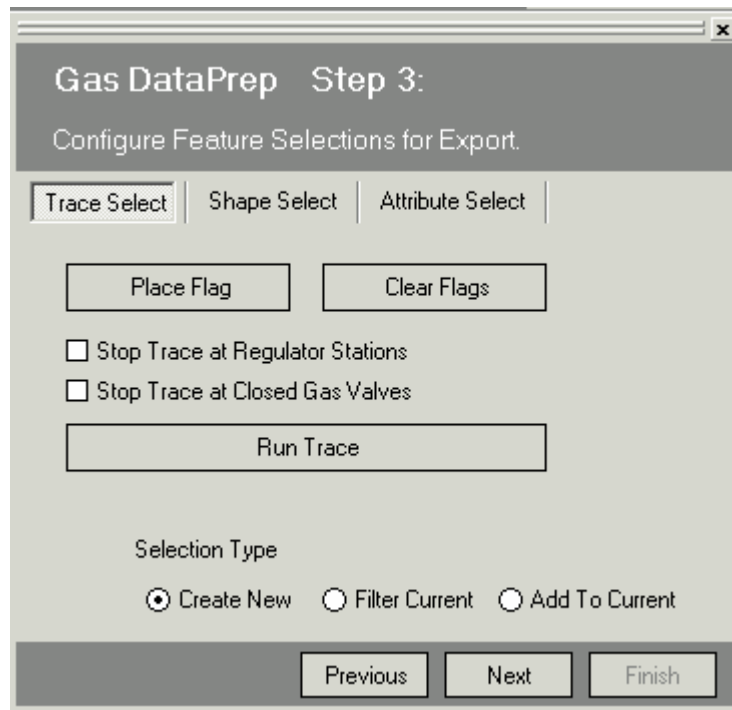 Gas DataPrep Step 3:
Configure Feature Selections for Export.
Trace Select Shape Select Attribute Select
Place Flag Clear Flags
Stop Trace at Regulator Stations
Stop Trace at Closed Gas Valves
Run Trace
Selection Type
Create New Filter Current Add To Current
Previous Next Finish